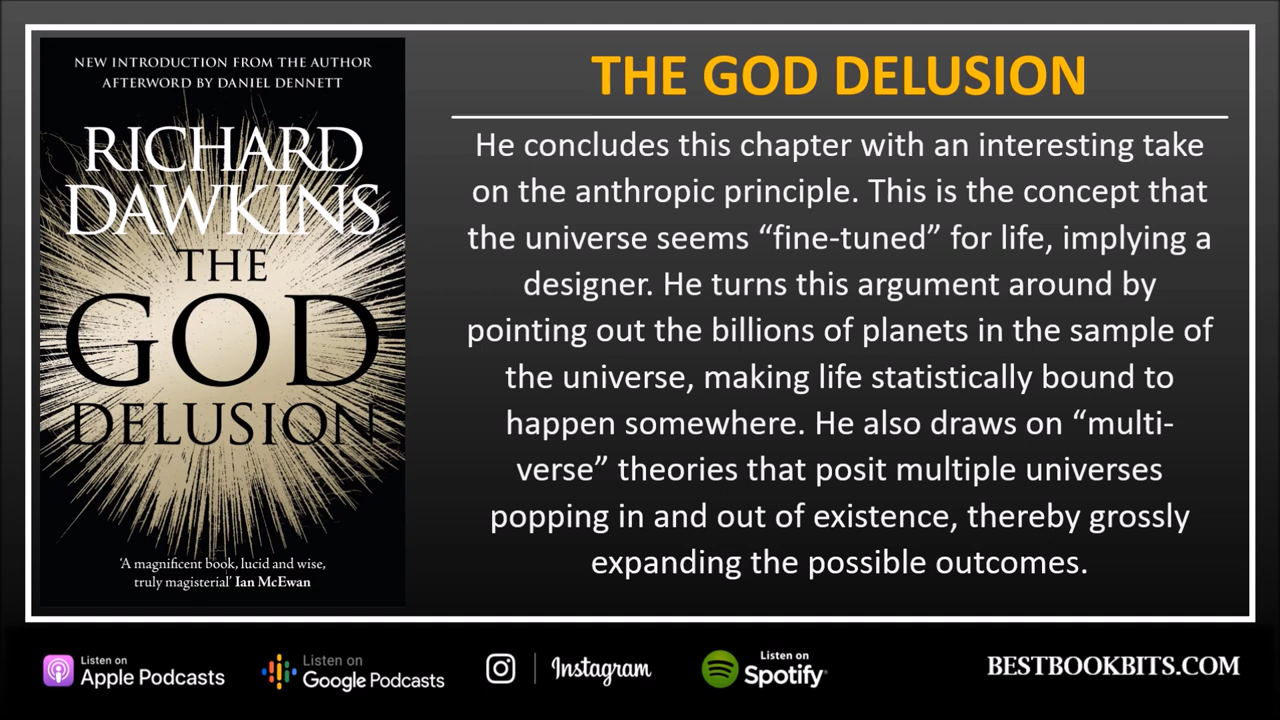 NEW INTRODUCTION FROM THE AUTHOR
AFTERWORD BY DANIEL DENNETT
RICHARD
DAWKINS
THE
GOD
DELUSION
'A magnificent book, lucid and wise,
truly magisterial' Ian McEwan
THE GOD DELUSION
He concludes this chapter with an interesting take
on the anthropic principle. This is the concept that
the universe seems “fine-tuned” for life, implying a
designer. He turns this argument around by
pointing out the billions of planets in the sample of
the universe, making life statistically bound to
happen somewhere. He also draws on “multi-
verse” theories that posit multiple universes
popping in and out of existence, thereby grossly
expanding the possible outcomes.
Listen on
Apple Podcasts
Listen on
Google Podcasts
Instagram
Listen on
Spotify
BESTBOOKBITS.COM